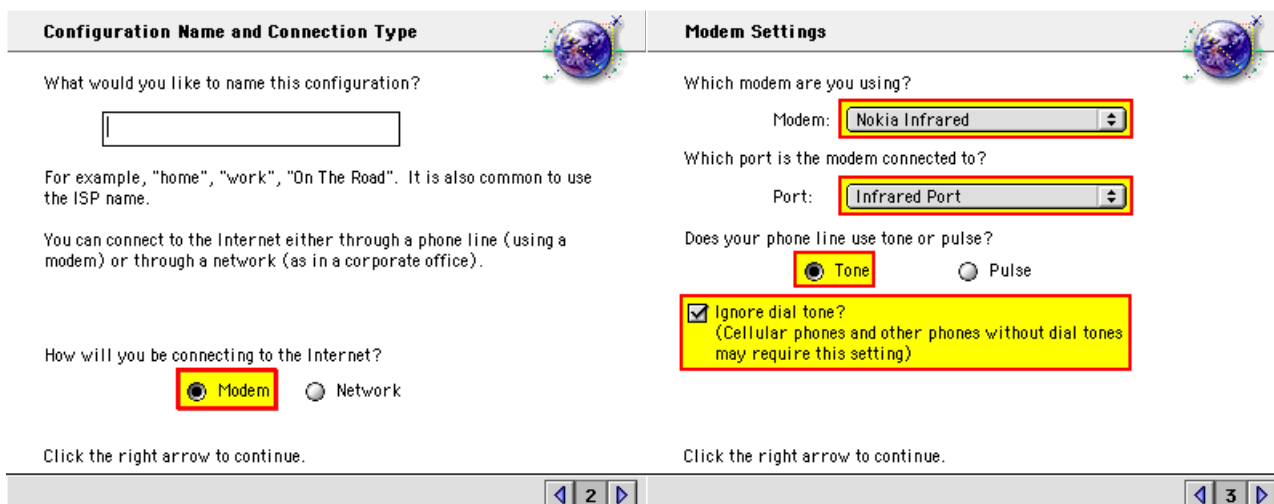 Configuration Name and Connection Type
What would you like to name this configuration?
For example, "home", "work", "On The Road". It is also common to use
the ISP name.
You can connect to the Internet either through a phone line (using a
modem) or through a network (as in a corporate office).
How will you be connecting to the Internet?
Modem
Network
Click the right arrow to continue.
2
Modem Settings
Which modem are you using?
Modem: Nokia Infrared
Which port is the modem connected to?
Port: Infrared Port
Does your phone line use tone or pulse?
Tone
Pulse
Ignore dial tone?
(Cellular phones and other phones without dial tones
may require this setting)
Click the right arrow to continue.
3